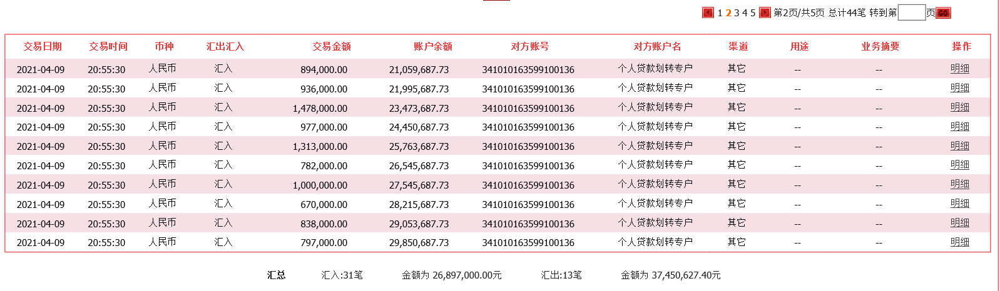 1 2 3 4 5 第2页/共5页 总计44笔 转到第 页 GO
交易日期 交易时间 币种 汇出汇入 交易金额 账户余额 对方账号 对方账户名 渠道 用途 业务摘要 操作
2021-04-09 20:55:30 人民币 汇入 894,000.00 21,059,687.73 341010163599100136 个人贷款划转专户 其它 -- -- 明细
2021-04-09 20:55:30 人民币 汇入 936,000.00 21,995,687.73 341010163599100136 个人贷款划转专户 其它 -- -- 明细
2021-04-09 20:55:30 人民币 汇入 1,478,000.00 23,473,687.73 341010163599100136 个人贷款划转专户 其它 -- -- 明细
2021-04-09 20:55:30 人民币 汇入 977,000.00 24,450,687.73 341010163599100136 个人贷款划转专户 其它 -- -- 明细
2021-04-09 20:55:30 人民币 汇入 1,313,000.00 25,763,687.73 341010163599100136 个人贷款划转专户 其它 -- -- 明细
2021-04-09 20:55:30 人民币 汇入 782,000.00 26,545,687.73 341010163599100136 个人贷款划转专户 其它 -- -- 明细
2021-04-09 20:55:30 人民币 汇入 1,000,000.00 27,545,687.73 341010163599100136 个人贷款划转专户 其它 -- -- 明细
2021-04-09 20:55:30 人民币 汇入 670,000.00 28,215,687.73 341010163599100136 个人贷款划转专户 其它 -- -- 明细
2021-04-09 20:55:30 人民币 汇入 838,000.00 29,053,687.73 341010163599100136 个人贷款划转专户 其它 -- -- 明细
2021-04-09 20:55:30 人民币 汇入 797,000.00 29,850,687.73 341010163599100136 个人贷款划转专户 其它 -- -- 明细
汇总 汇入:31笔 金额为 26,897,000.00元 汇出:13笔 金额为 37,450,627.40元